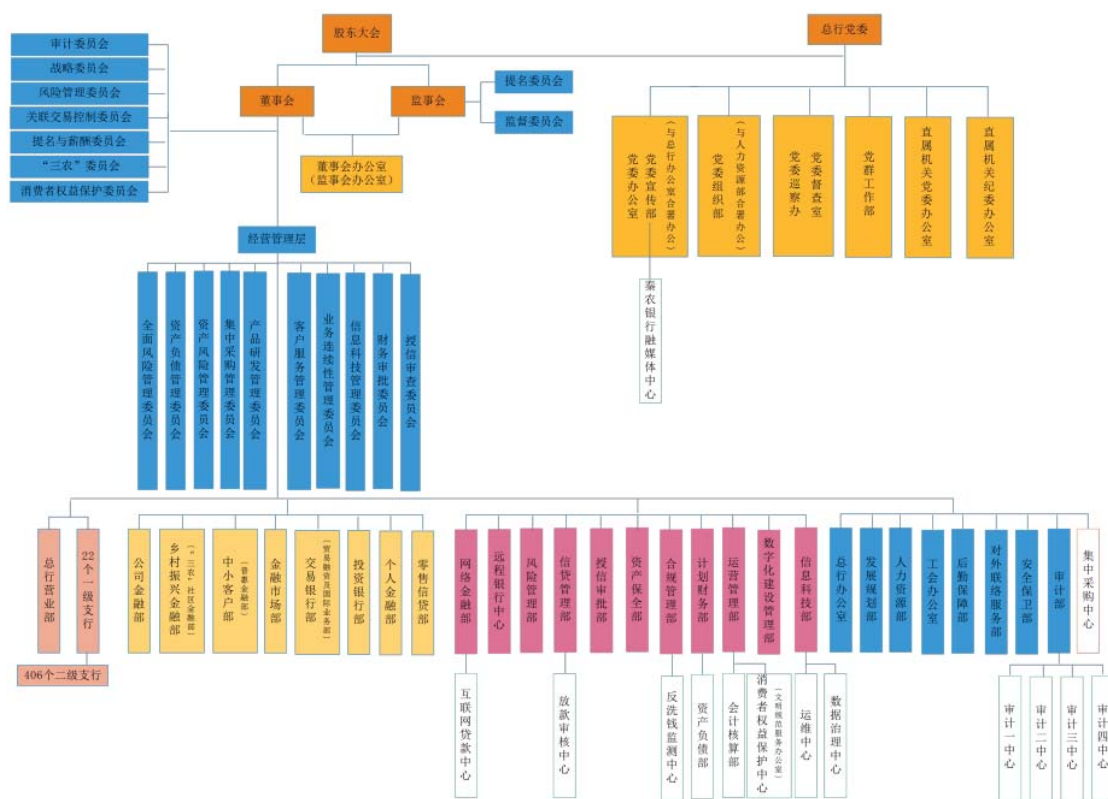 股东大会
总行党委
审计委员会
战略委员会
风险管理委员会
关联交易控制委员会
提名与薪酬委员会
“三农”委员会
消费者权益保护委员会
董事会
监事会
提名委员会
监督委员会
董事会办公室
（监事会办公室）
（与总行办公室合署办公）
党委宣传部
党委办公室
（与人力资源部合署办公）
党委组织部
党委督查室
党委巡察办
党群工作部
直属机关党委办公室
直属机关纪委办公室
秦农银行融媒体中心
经营管理层
全面风险管理委员会
资产负债管理委员会
资产风险管理委员会
集中采购管理委员会
产品研发管理委员会
客户服务管理委员会
业务连续性管理委员会
信息科技管理委员会
财务审批委员会
授信审查委员会
总行营业部
22个一级支行
406个二级支行
公司金融部
（“三农”社区金融部）
乡村振兴金融部
（普惠金融部）
中小客户部
金融市场部
（贸易融资及国际业务部）
交易银行部
投资银行部
个人金融部
零售信贷部
网络金融部
远程银行中心
风险管理部
信贷管理部
授信审批部
资产保全部
合规管理部
计划财务部
运营管理部
数字化建设管理部
信息科技部
总行办公室
发展规划部
人力资源部
工会办公室
后勤保障部
对外联络服务部
安全保卫部
审计部
集中采购中心
互联网贷款中心
放款审核中心
反洗钱监测中心
资产负债部
会计核算部
（文明规范服务办公室）
消费者权益保护中心
运维中心
数据治理中心
审计一中心
审计二中心
审计三中心
审计四中心